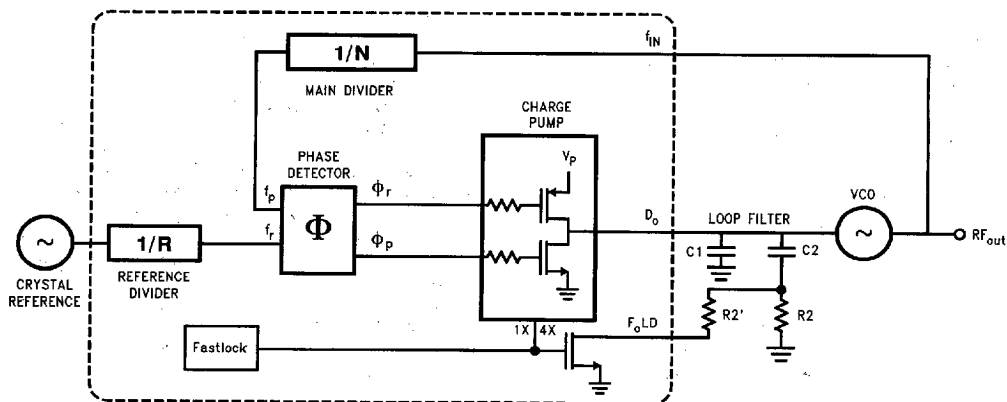 1/N
f_IN
MAIN DIVIDER
CHARGE
PUMP
V_P
PHASE
DETECTOR
f_p
ϕ_r
Φ
f_r
ϕ_p
D_o
LOOP FILTER
VCO
C1
C2
RF_out
~
~
1/R
CRYSTAL
REFERENCE
REFERENCE
DIVIDER
R2'
R2
1X
4X
F_oLD
Fastlock